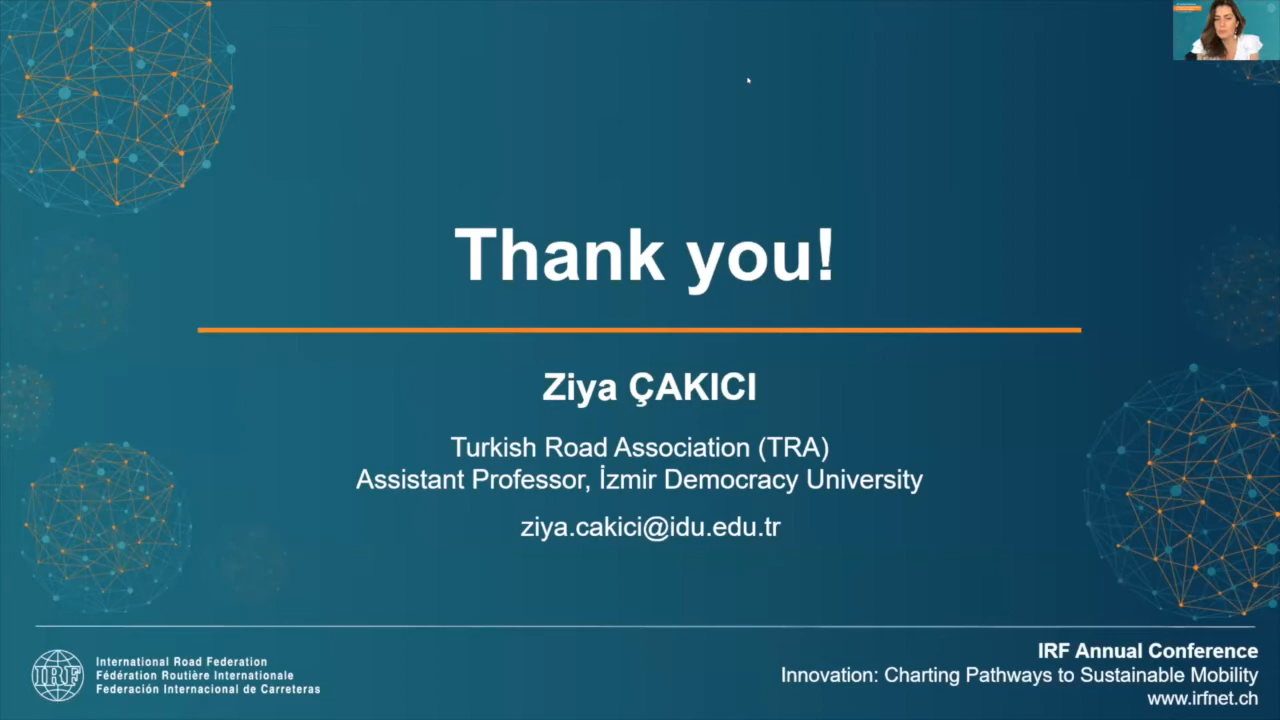 Thank you!
Ziya ÇAKICI
Turkish Road Association (TRA)
Assistant Professor, İzmir Democracy University
ziya.cakici@idu.edu.tr
IRF
International Road Federation
Fédération Routière Internationale
Federación Internacional de Carreteras
IRF Annual Conference
Innovation: Charting Pathways to Sustainable Mobility
www.irfnet.ch